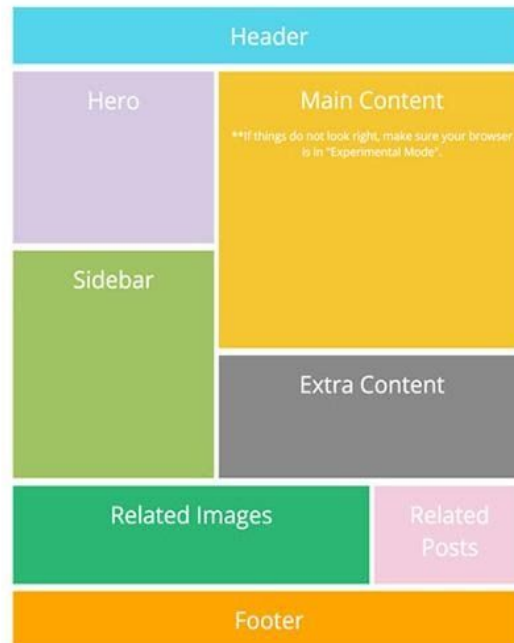 Header
Hero
Main Content
**If things do not look right, make sure your browser
is in "Experimental Mode".
Sidebar
Extra Content
Related Images
Related
Posts
Footer